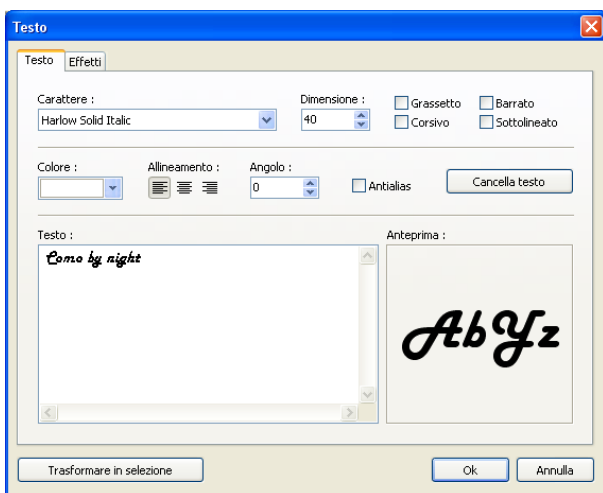 Testo
Testo Effetti
Carattere : Dimensione :
Harlow Solid Italic 40 Grassetto Barrato
Corsivo Sottolineato
Colore : Allineamento : Angolo :
0 Antialias Cancella testo
Testo : Anteprima :
Como by night
AbYz
Trasformare in selezione Ok Annulla